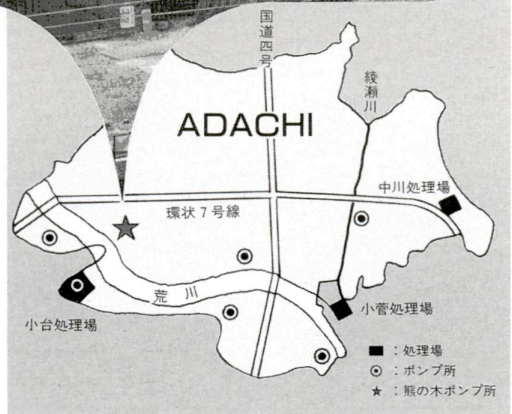 国道四号
綾瀬川
ADACHI
中川処理場
環状7号線
荒川
小菅処理場
小台処理場
■：処理場
◉：ポンプ所
★：熊の木ポンプ所